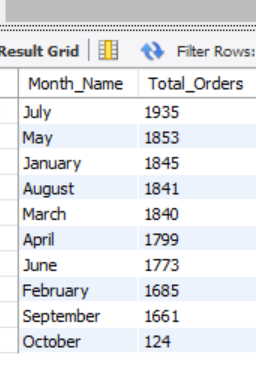 Result Grid Filter Rows:
Month_Name Total_Orders
July 1935
May 1853
January 1845
August 1841
March 1840
April 1799
June 1773
February 1685
September 1661
October 124